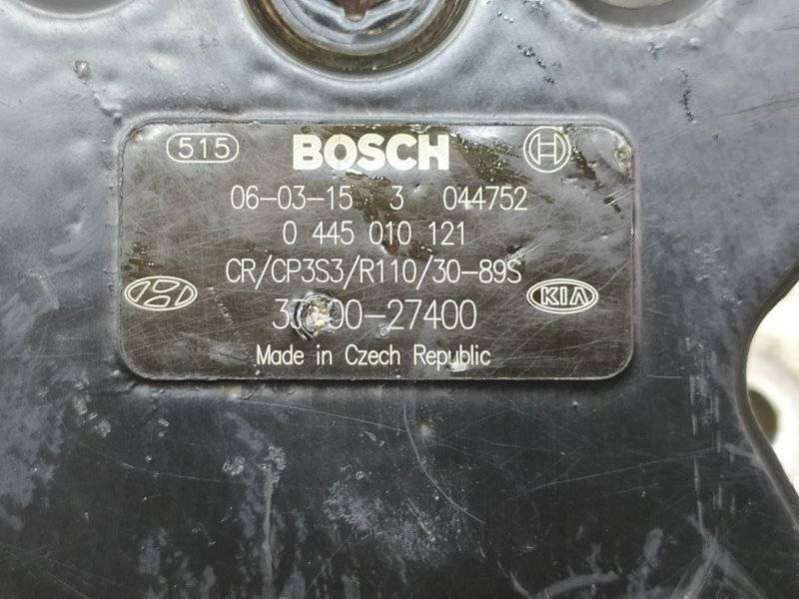 515 BOSCH
06-03-15 3 044752
0 445 010 121
CR/CP3S3/R110/30-89S
KIA
Made in Czech Republic